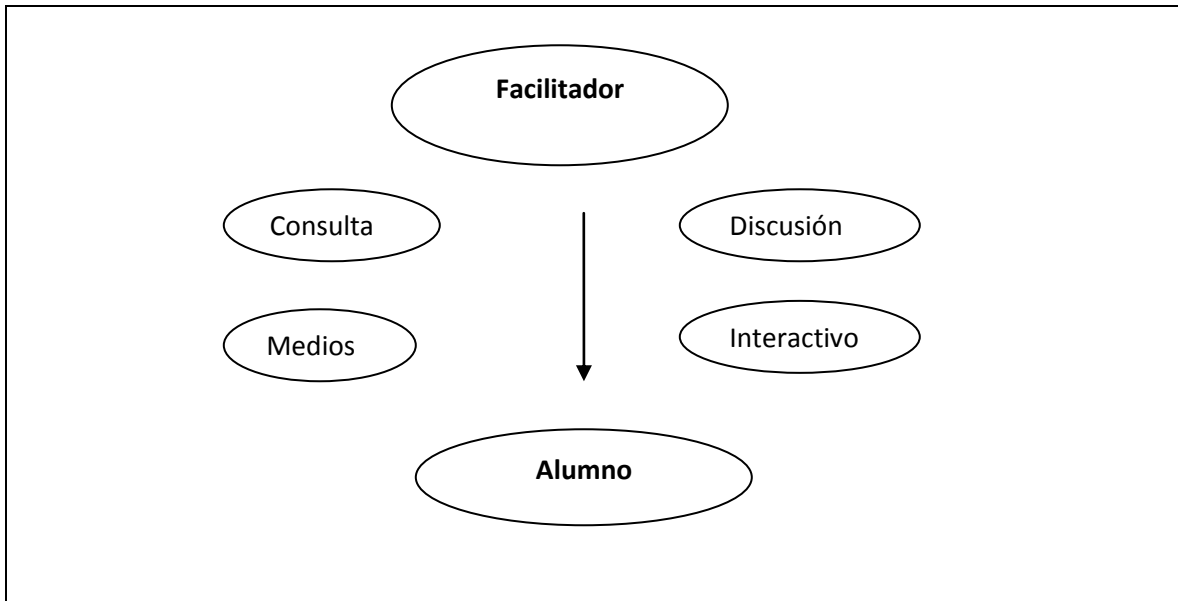 Facilitador
Consulta
Discusión
Medios
Interactivo
Alumno